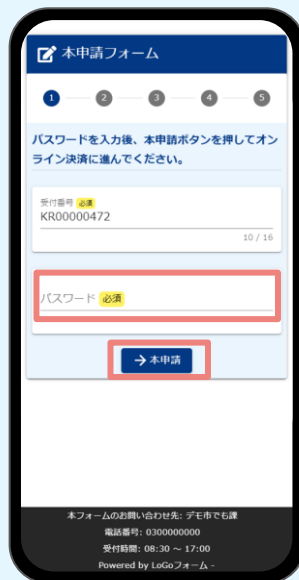 本申請フォーム
1 2 3 4 5
パスワードを入力後、本申請ボタンを押してオン
ライン決済に進んでください。
受付番号 必須
KR00000472
10 / 16
パスワード 必須
→本申請
本フォームのお問い合わせ先: デモ市でも課
電話番号: 0300000000
受付時間: 08:30 ～ 17:00
Powered by LoGoフォーム -